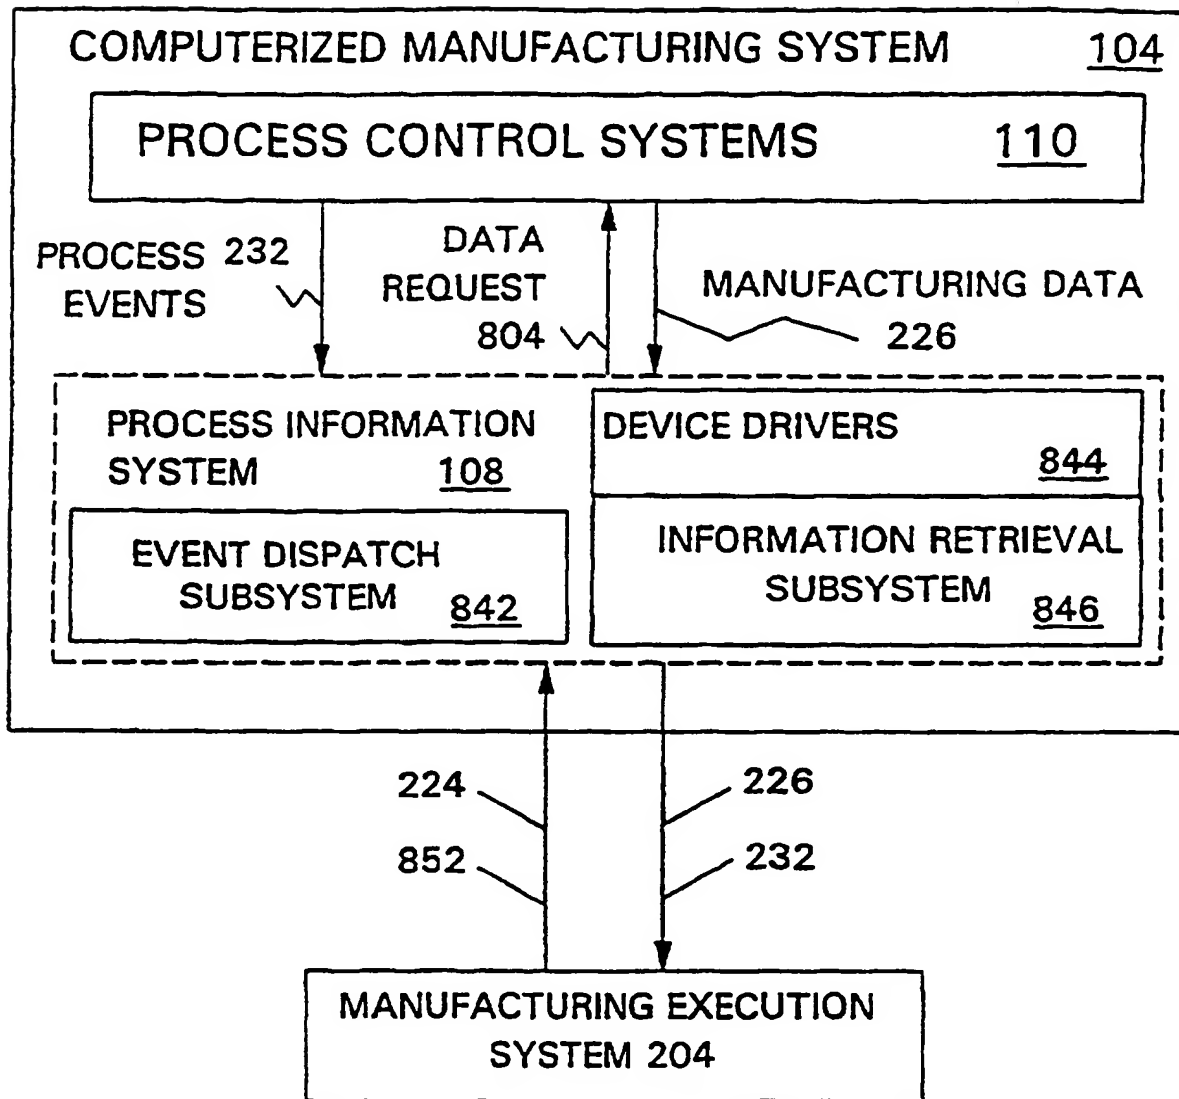 COMPUTERIZED MANUFACTURING SYSTEM 104
PROCESS CONTROL SYSTEMS 110
PROCESS 232
EVENTS
DATA
REQUEST
804
MANUFACTURING DATA
226
PROCESS INFORMATION
SYSTEM 108
DEVICE DRIVERS
844
EVENT DISPATCH
SUBSYSTEM 842
INFORMATION RETRIEVAL
SUBSYSTEM
846
224
852
226
232
MANUFACTURING EXECUTION
SYSTEM 204